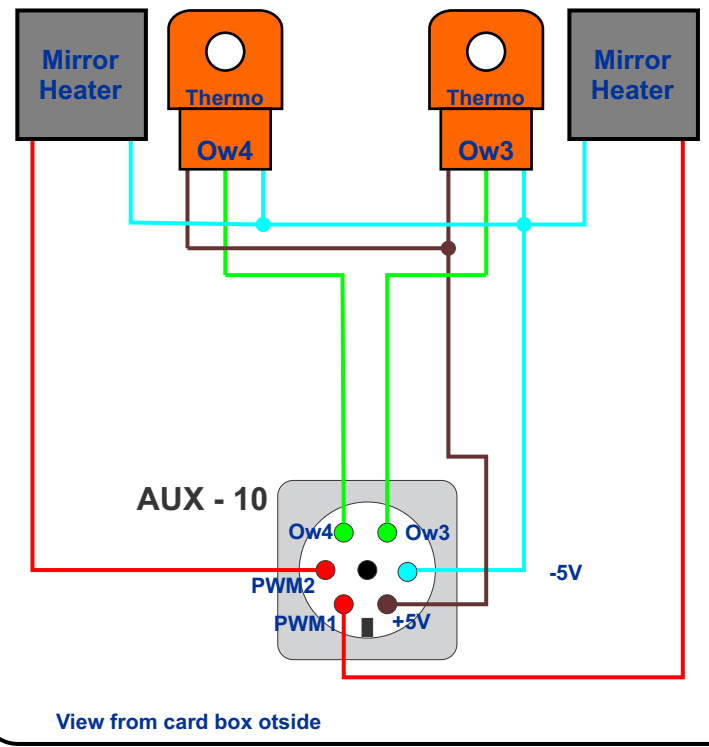 Mirror
Heater
Thermo
Ow4
Thermo
Ow3
Mirror
Heater
AUX - 10
Ow4
Ow3
PWM2
-5V
PWM1
+5V
View from card box otside